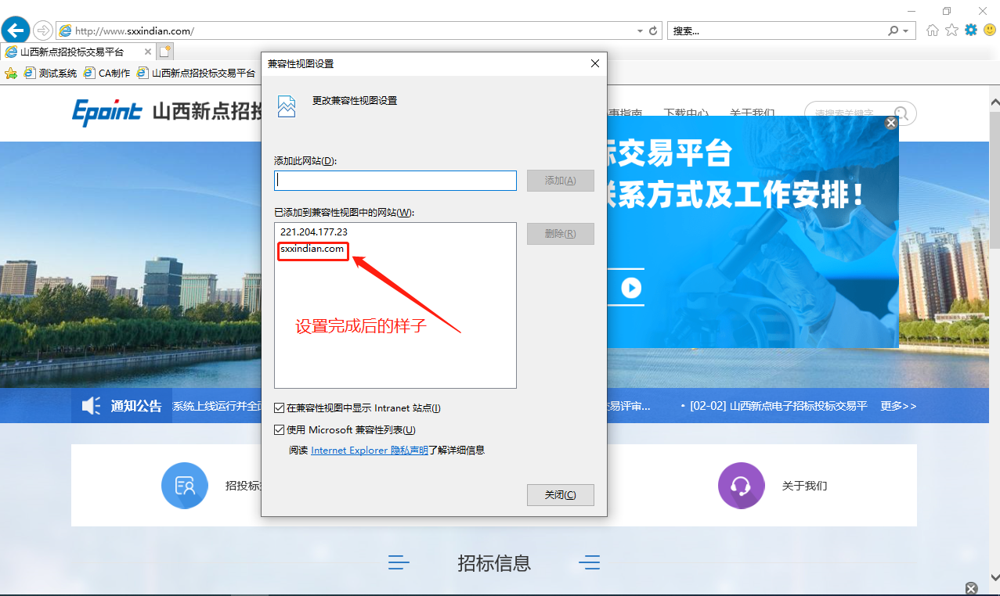 http://www.sxxindian.com/
搜索...
山西新点招投标交易平台
测试系统
CA制作
山西新点招投标交易平台
兼容性视图设置
Epoint 山西新点招
事指南
下载中心
关于我们
请搜索关键字
更改兼容性视图设置
标交易平台
联系方式及工作安排!
添加此网站(D):
添加(A)
已添加到兼容性视图中的网站(W):
删除(R)
221.204.177.23
sxxindian.com
设置完成后的样子
在兼容性视图中显示 Intranet 站点(I)
使用 Microsoft 兼容性列表(U)
阅读 Internet Explorer 隐私声明了解详细信息
关闭(C)
通知公告
系统上线运行并全
交易评审...
• [02-02] 山西新点电子招标投标交易平
更多>>
招投标
关于我们
招标信息